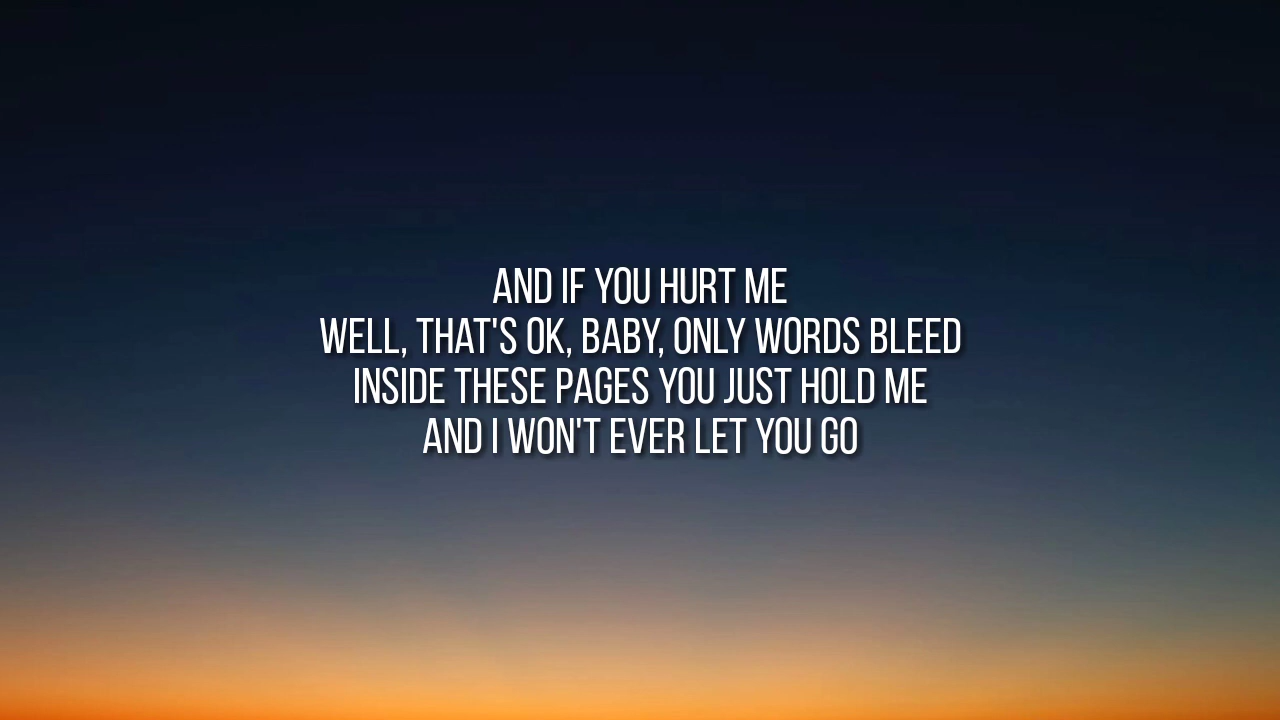 AND IF YOU HURT ME
WELL, THAT'S OK, BABY, ONLY WORDS BLEED
INSIDE THESE PAGES YOU JUST HOLD ME
AND I WON'T EVER LET YOU GO